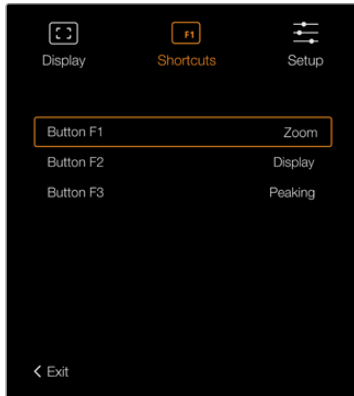 F1
Display Shortcuts Setup
Button F1 Zoom
Button F2 Display
Button F3 Peaking
Exit